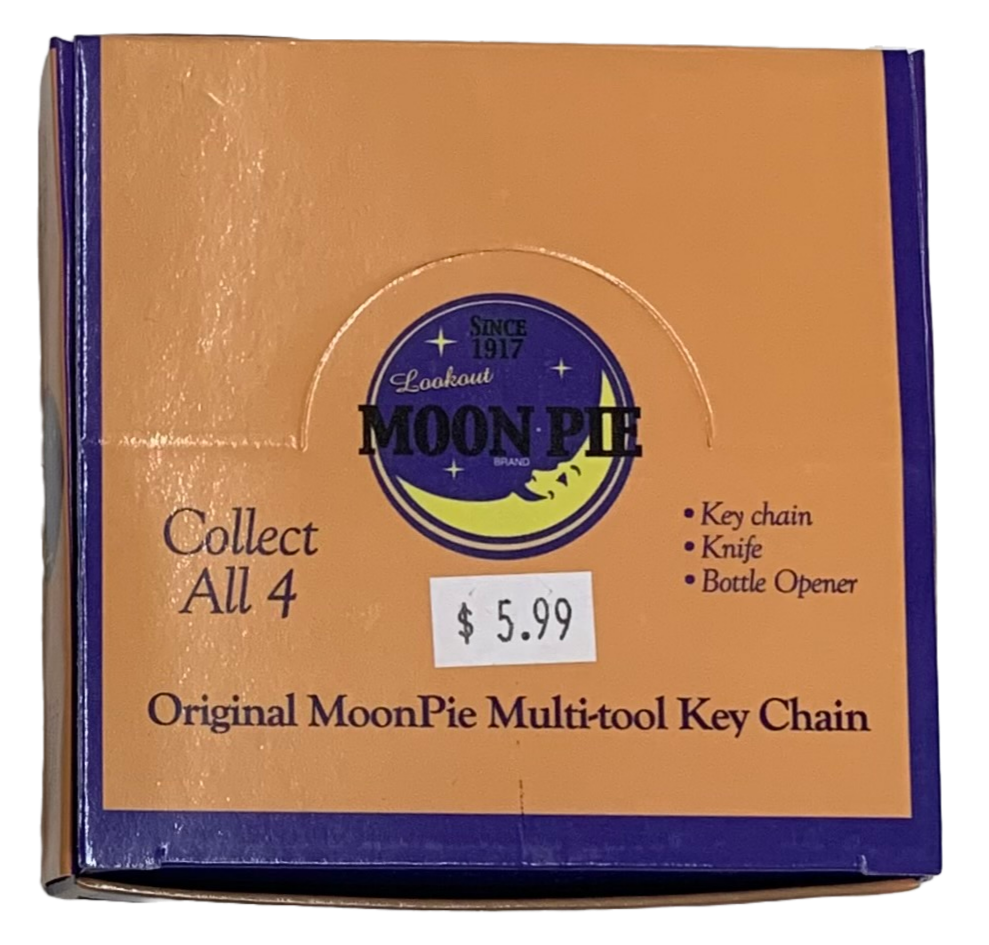 SINCE
1917
Lookout
MOON PIE
BRAND
Collect
All 4
• Key chain
• Knife
• Bottle Opener
$ 5.99
Original MoonPie Multi-tool Key Chain